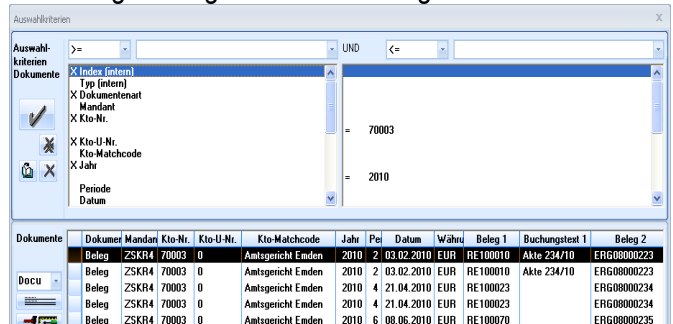 Auswahlkriterien x
Auswahl-
kriterien
Dokumente
>= UND <=
X Index (intern)
Typ (intern)
X Dokumentenart
Mandant
X Kto-Nr.
= 70003
X Kto-U-Nr.
Kto-Matchcode
X Jahr
= 2010
Periode
Datum
Dokumente
Dokumer Mandan Kto-Nr. Kto-U-Nr. Kto-Matchcode Jahr Pe Datum Währu Beleg 1 Buchungstext 1 Beleg 2
Beleg ZSKR4 70003 0 Amtsgericht Emden 2010 2 03.02.2010 EUR RE100010 Akte 234/10 ERG08000223
Beleg ZSKR4 70003 0 Amtsgericht Emden 2010 2 03.02.2010 EUR RE100010 Akte 234/10 ERG08000223
Docu
Beleg ZSKR4 70003 0 Amtsgericht Emden 2010 4 21.04.2010 EUR RE100023 ERG08000234
Beleg ZSKR4 70003 0 Amtsgericht Emden 2010 4 21.04.2010 EUR RE100023 ERG08000234
Beleg ZSKR4 70003 0 Amtsgericht Emden 2010 6 08.06.2010 EUR RE100070 ERG08000235